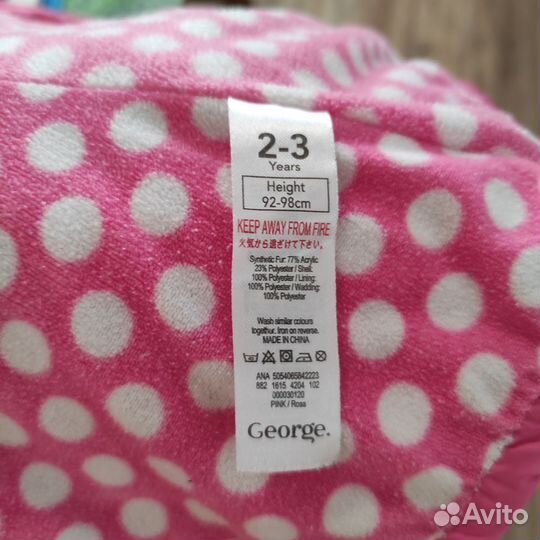 2-3
Years
Height
92-98cm
KEEP AWAY FROM FIRE
火気から遠ざけて下さい。
Synthetic Fur: 77% Acrylic
23% Polyester / Shell:
100% Polyester / Lining:
100% Polyester / Wadding:
100% Polyester
Wash similar colours
together. Iron on reverse.
MADE IN CHINA
ANA 5054065842223
882 1615 4204 102
000030120
PINK / Rosa
George.
Avito